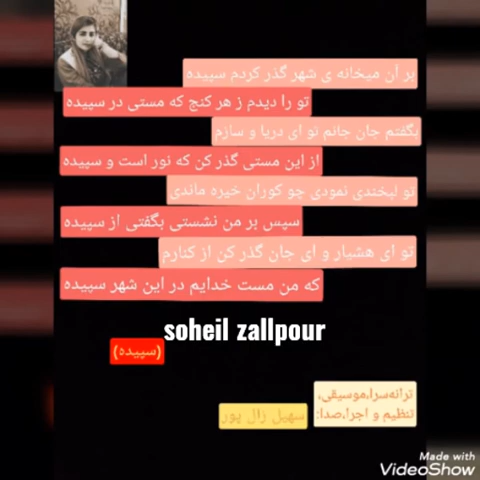 بر آن میخانه ی شهر گذر کردم سپیده
تو را دیدم ز هر کنج که مستی در سپیده
بگفتم جان جانم تو ای دریا و سازم
از این مستی گذر کن که نور است و سپیده
تو لبخندی نمودی چو کوران خیره ماندی
سپس بر من نشستی بگفتی از سپیده
تو ای هشیار و ای جان گذر کن از کنارم
که من مست خدایم در این شهر سپیده
soheil zallpour
(سپیده)
ترانه‌سرا،موسیقی،
تنظیم و اجرا،صدا:
سهیل زال پور
Made with
VideoShow